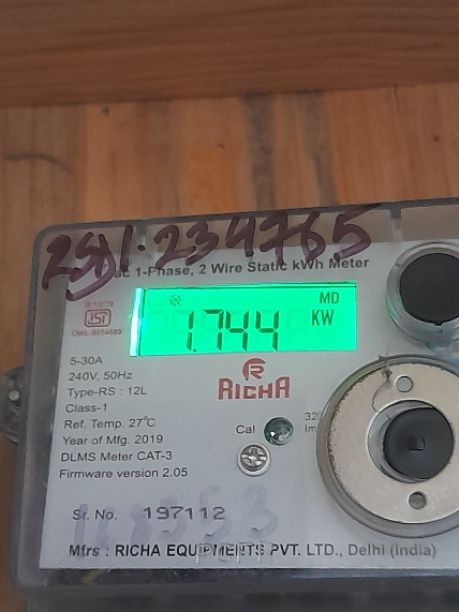 ac 1-Phase, 2 Wire Static kWh Meter
MD
1.744 KW
ISI
RICHA
5-30A
240V, 50Hz
Type-RS : 12L
Class-1
Ref. Temp. 27°C
Year of Mfg. 2019
DLMS Meter CAT-3
Firmware version 2.05
Cal
Sr. No. 197112
Mfrs : RICHA EQUIPMENTS PVT. LTD., Delhi (India)